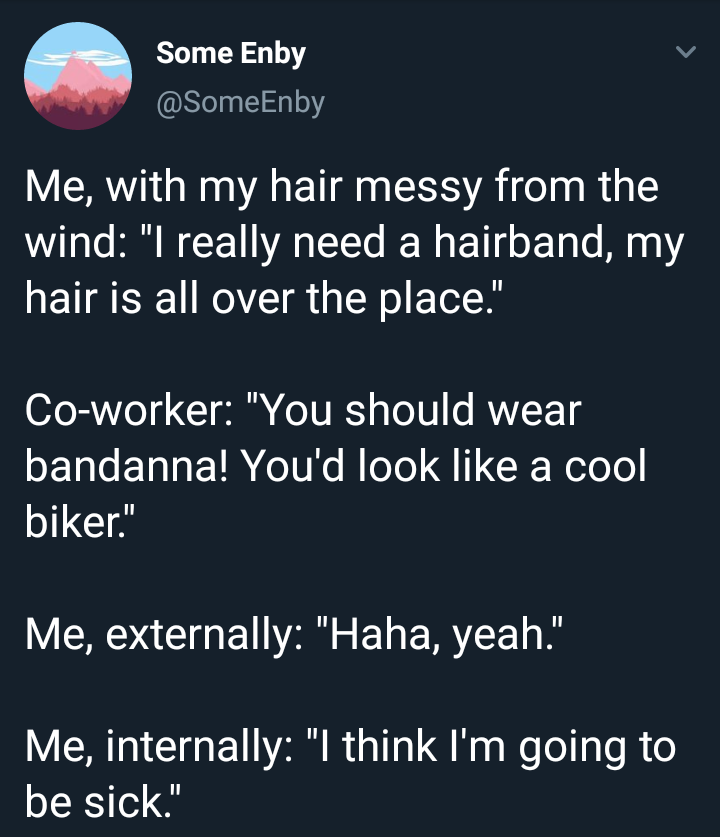 Some Enby
@SomeEnby
Me, with my hair messy from the
wind: "I really need a hairband, my
hair is all over the place."
Co-worker: "You should wear
bandanna! You'd look like a cool
biker."
Me, externally: "Haha, yeah."
Me, internally: "I think I'm going to
be sick."